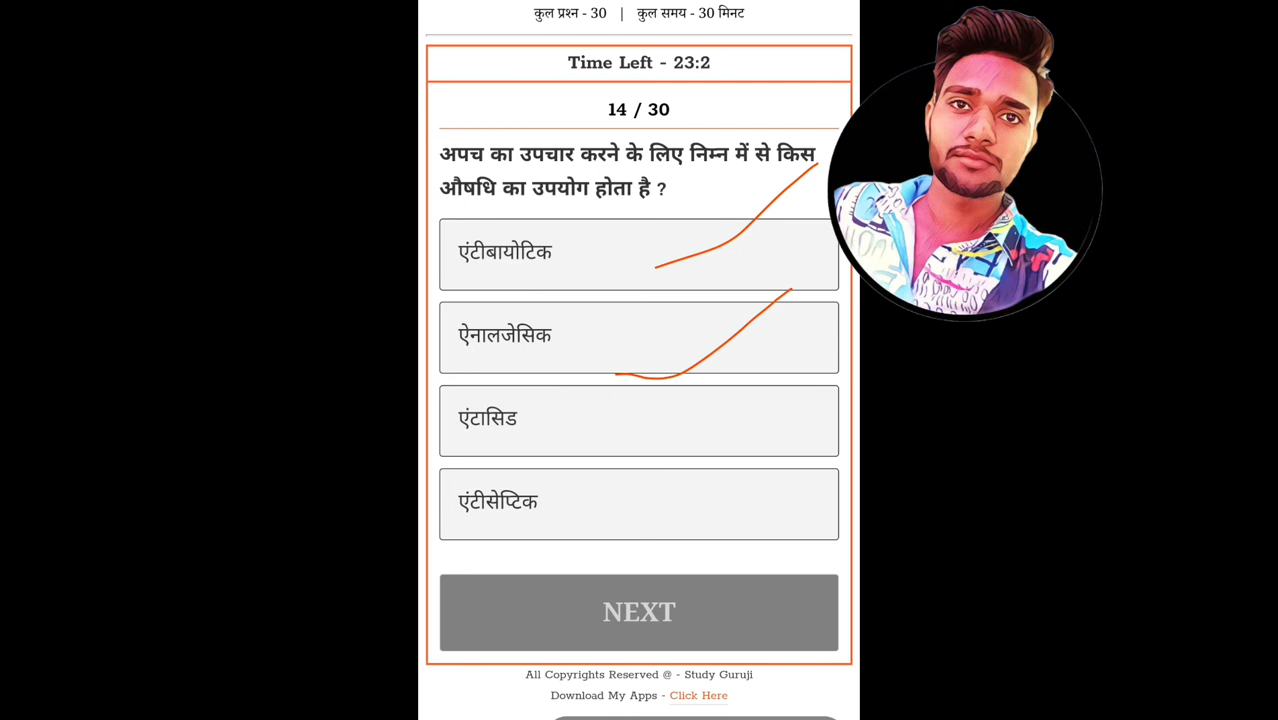 कुल प्रश्न - 30 | कुल समय - 30 मिनट
Time Left - 23:2
14 / 30
अपच का उपचार करने के लिए निम्न में से किस
औषधि का उपयोग होता है ?
एंटीबायोटिक
ऐनालजेसिक
एंटासिड
एंटीसेप्टिक
NEXT
All Copyrights Reserved @ - Study Guruji
Download My Apps - Click Here